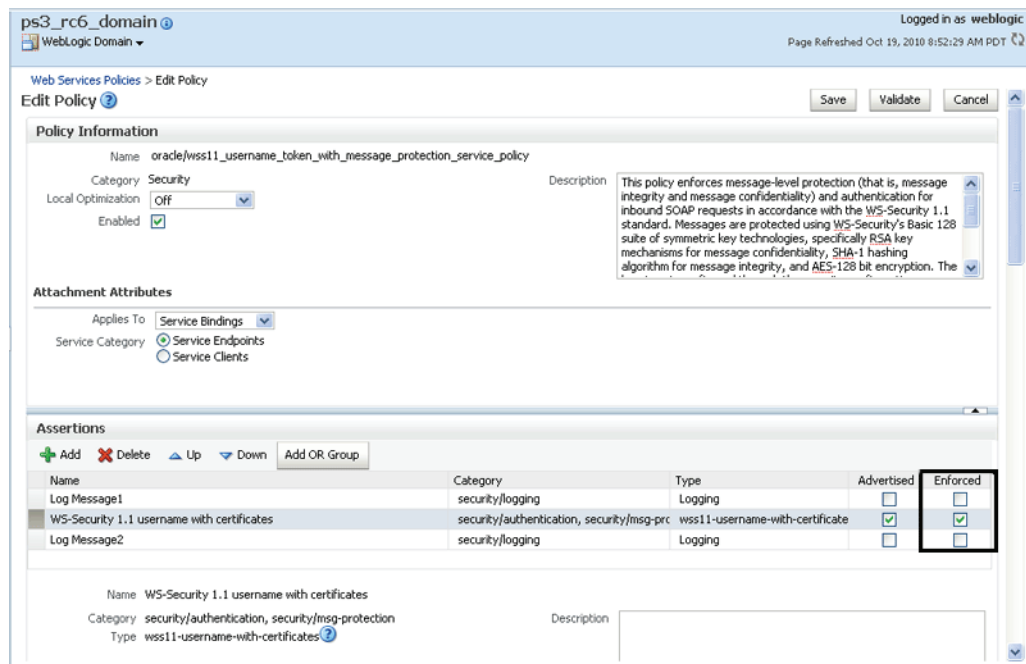 ps3_rc6_domain
Logged in as weblogic
WebLogic Domain
Page Refreshed Oct 19, 2010 8:52:29 AM PDT
Web Services Policies > Edit Policy
Edit Policy
Save Validate Cancel
Policy Information
Name oracle/wss11_username_token_with_message_protection_service_policy
Category Security
Local Optimization Off
Enabled
Description This policy enforces message-level protection (that is, message
integrity and message confidentiality) and authentication for
inbound SOAP requests in accordance with the WS-Security 1.1
standard. Messages are protected using WS-Security's Basic 128
suite of symmetric key technologies, specifically RSA key
mechanisms for message confidentiality, SHA-1 hashing
algorithm for message integrity, and AES-128 bit encryption. The
Attachment Attributes
Applies To Service Bindings
Service Category Service Endpoints
Service Clients
Assertions
Add Delete Up Down Add OR Group
Name Category Type Advertised Enforced
Log Message1 security/logging Logging
WS-Security 1.1 username with certificates security/authentication, security/msg-prc wss11-username-with-certificate
Log Message2 security/logging Logging
Name WS-Security 1.1 username with certificates
Category security/authentication, security/msg-protection
Type wss11-username-with-certificates
Description